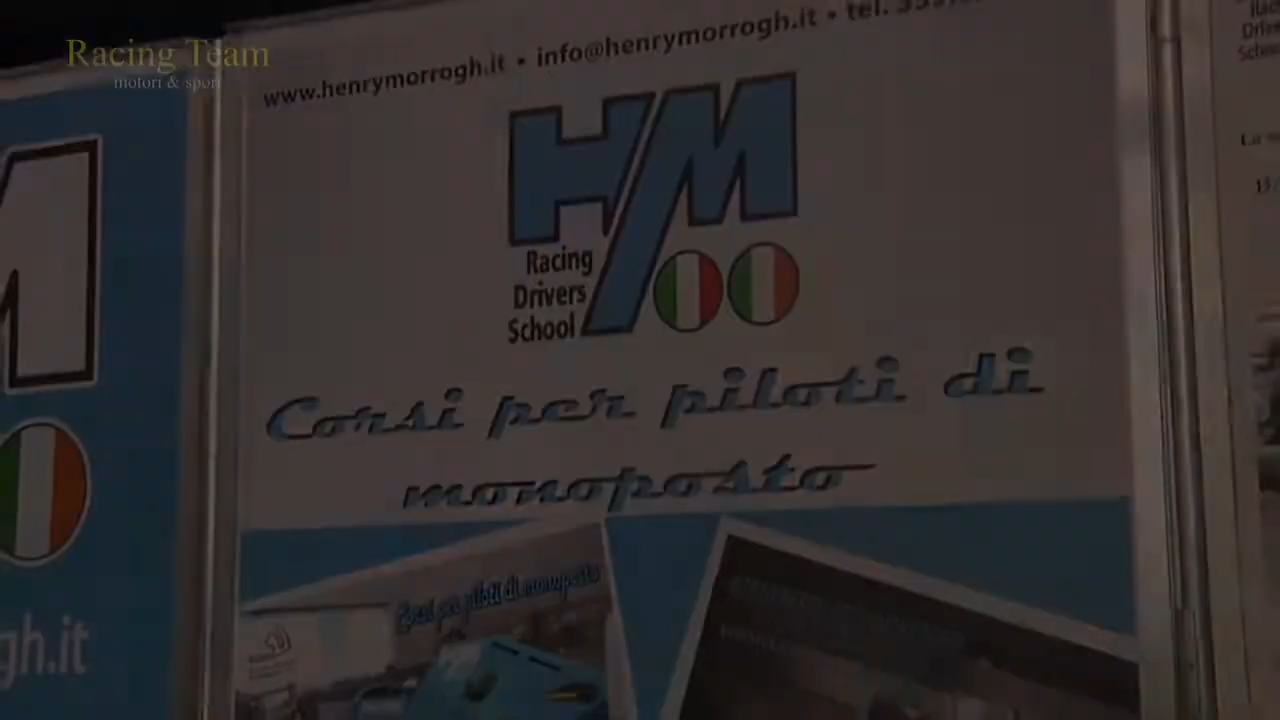 Racing Team
motori & sport
www.henrymorrogh.it • info@henrymorrogh.it • tel.
HM
Racing
Drivers
School
Corsi per piloti di
monoposto
Corsi per piloti di monoposto
gh.it